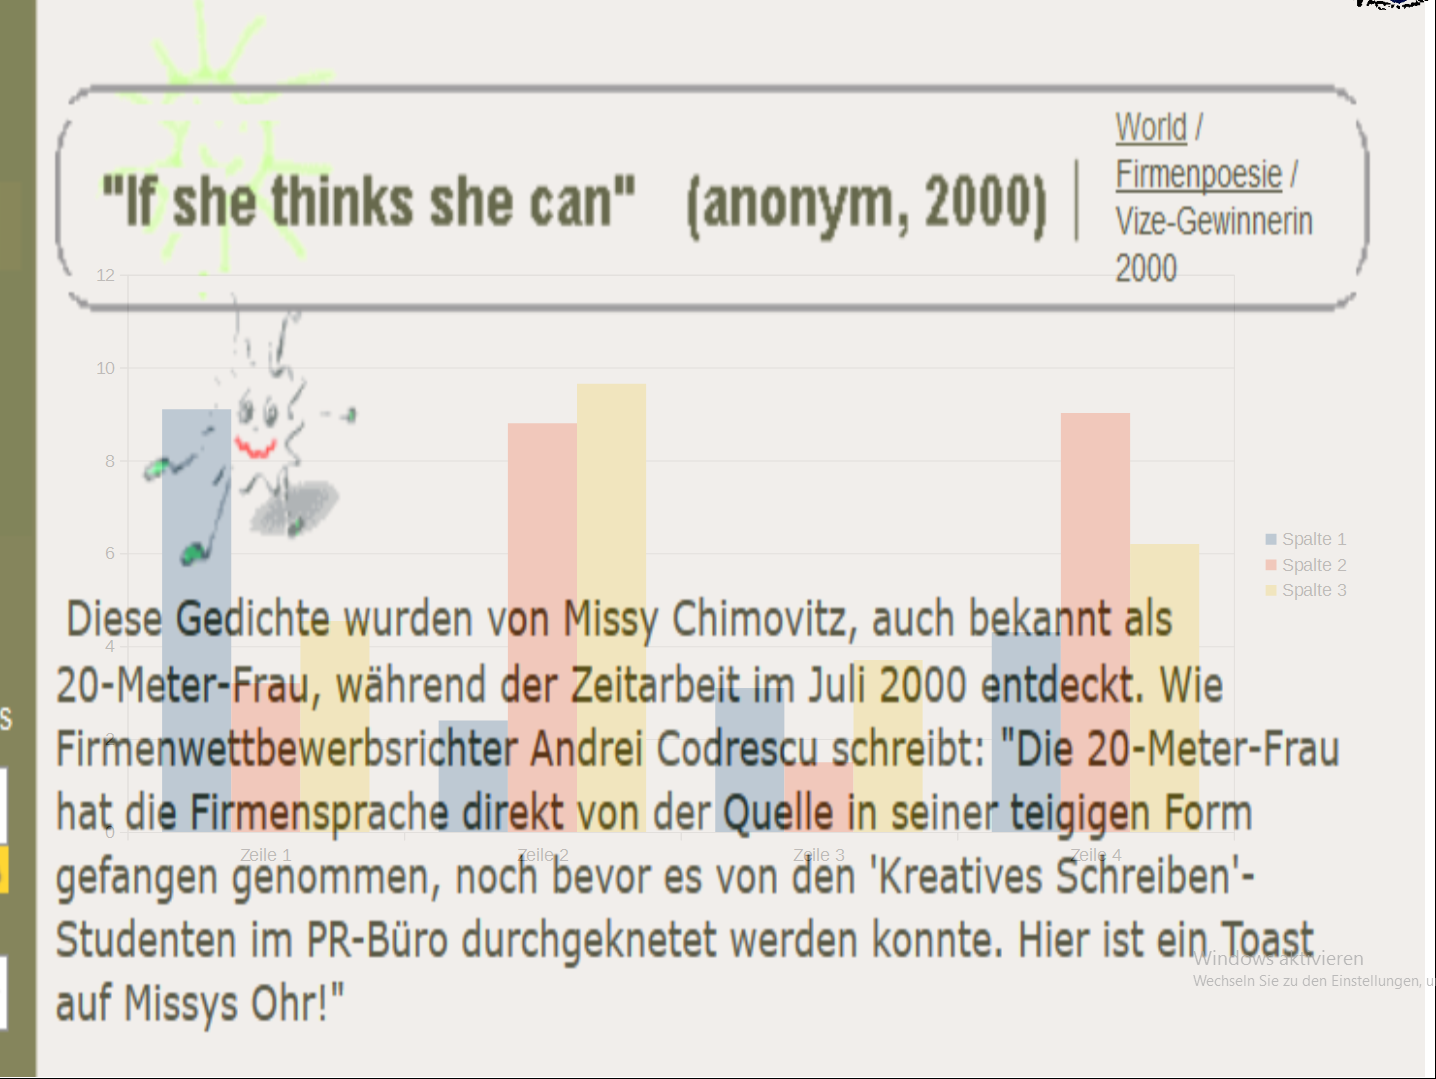 "If she thinks she can" (anonym, 2000)
World /
Firmenpoesie /
Vize-Gewinnerin
2000
12
10
8
6
4
2
0
Zeile 1 Zeile 2 Zeile 3 Zeile 4
Spalte 1
Spalte 2
Spalte 3
Diese Gedichte wurden von Missy Chimovitz, auch bekannt als
20-Meter-Frau, während der Zeitarbeit im Juli 2000 entdeckt. Wie
Firmenwettbewerbsrichter Andrei Codrescu schreibt: "Die 20-Meter-Frau
hat die Firmensprache direkt von der Quelle in seiner teigigen Form
gefangen genommen, noch bevor es von den 'Kreatives Schreiben'-
Studenten im PR-Büro durchgeknetet werden konnte. Hier ist ein Toast
auf Missys Ohr!"
Windows aktivieren
Wechseln Sie zu den Einstellungen, u
s